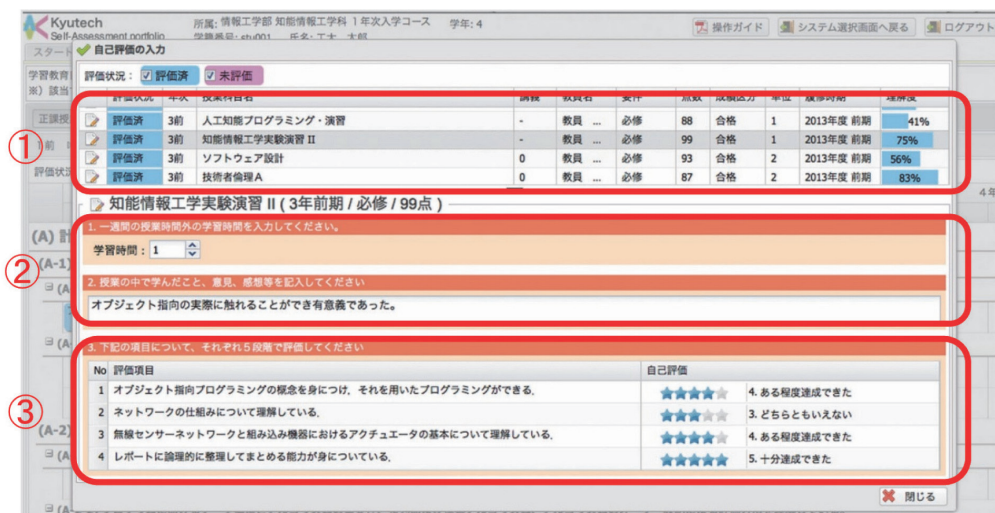 Kyutech
Self-Assessment portfolio
所属: 情報工学部 知能情報工学科 1年次入学コース 学年: 4
操作ガイド システム選択画面へ戻る ログアウト
自己評価の入力
評価状況： 評価済 未評価
評価状況 年次 授業科目名 講義 教員名 要件 点数 成績区分 単位 履修時期 理解度
評価済 3前 人工知能プログラミング・演習 - 教員 ... 必修 88 合格 1 2013年度 前期 41%
評価済 3前 知能情報工学実験演習 II - 教員 ... 必修 99 合格 1 2013年度 前期 75%
評価済 3前 ソフトウェア設計 0 教員 ... 必修 93 合格 2 2013年度 前期 56%
評価済 3前 技術者倫理A 0 教員 ... 必修 87 合格 2 2013年度 前期 83%
①
知能情報工学実験演習 II ( 3年前期 / 必修 / 99点 )
1. 一週間の授業時間外の学習時間を入力してください。
学習時間：1
②
2. 授業の中で学んだこと、意見、感想等を記入してください
オブジェクト指向の実際に触れることができ有意義であった。
3. 下記の項目について、それぞれ5段階で評価してください
No 評価項目 自己評価
1 オブジェクト指向プログラミングの概念を身につけ，それを用いたプログラミングができる． 4. ある程度達成できた
2 ネットワークの仕組みについて理解している． 3. どちらともいえない
③
3 無線センサーネットワークと組み込み機器におけるアクチュエータの基本について理解している． 4. ある程度達成できた
4 レポートに論理的に整理してまとめる能力が身についている． 5. 十分達成できた
閉じる